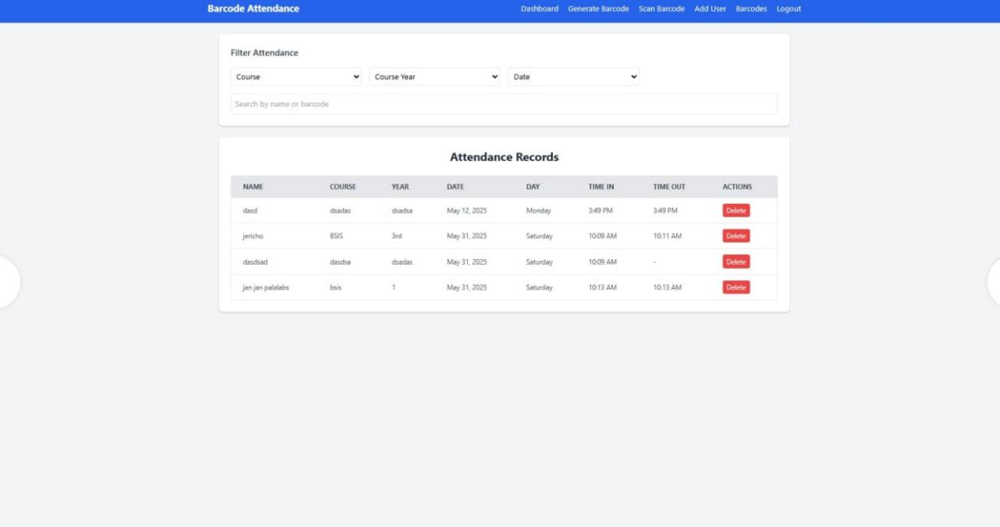 Barcode Attendance Dashboard Generate Barcode Scan Barcode Add User Barcodes Logout
Filter Attendance
Course Course Year Date
Search by name or barcode
Attendance Records
NAME COURSE YEAR DATE DAY TIME IN TIME OUT ACTIONS
dasd dsadas dsadsa May 12, 2025 Monday 3:49 PM 3:49 PM Delete
jericho BSIS 3rd May 31, 2025 Saturday 10:09 AM 10:11 AM Delete
dasdsad dasdsa dsadas May 31, 2025 Saturday 10:09 AM - Delete
jan jan palalabs bsis 1 May 31, 2025 Saturday 10:13 AM 10:13 AM Delete